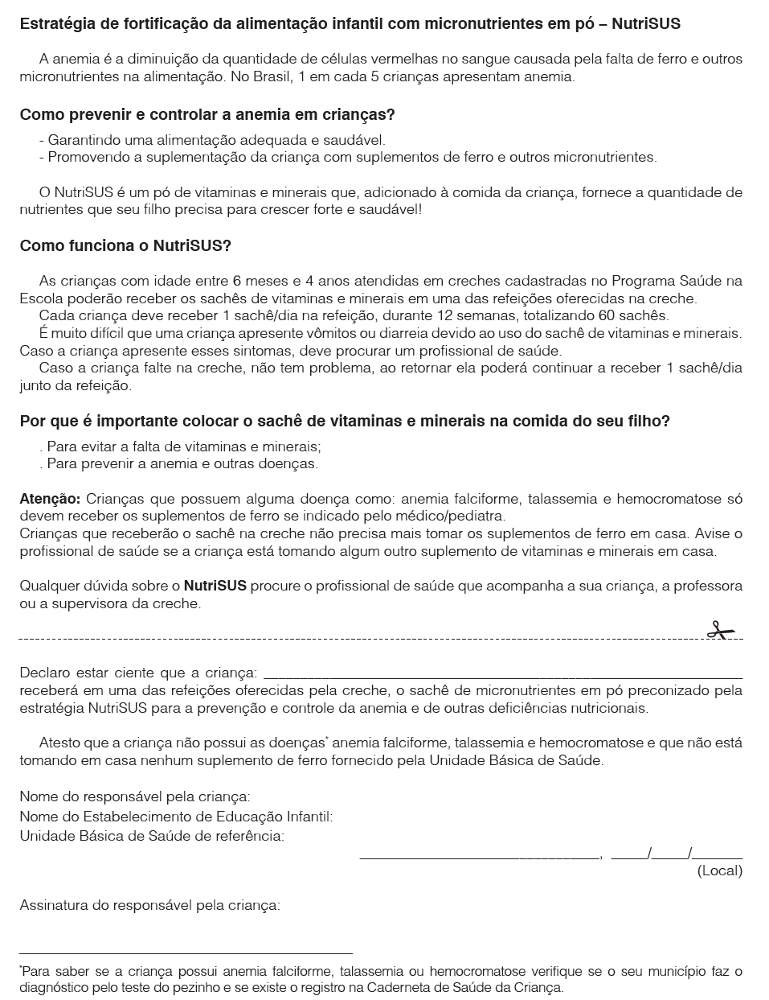 Estratégia de fortificação da alimentação infantil com micronutrientes em pó – NutriSUS
A anemia é a diminuição da quantidade de células vermelhas no sangue causada pela falta de ferro e outros
micronutrientes na alimentação. No Brasil, 1 em cada 5 crianças apresentam anemia.
Como prevenir e controlar a anemia em crianças?
- Garantindo uma alimentação adequada e saudável.
- Promovendo a suplementação da criança com suplementos de ferro e outros micronutrientes.
O NutriSUS é um pó de vitaminas e minerais que, adicionado à comida da criança, fornece a quantidade de
nutrientes que seu filho precisa para crescer forte e saudável!
Como funciona o NutriSUS?
As crianças com idade entre 6 meses e 4 anos atendidas em creches cadastradas no Programa Saúde na
Escola poderão receber os sachês de vitaminas e minerais em uma das refeições oferecidas na creche.
Cada criança deve receber 1 sachê/dia na refeição, durante 12 semanas, totalizando 60 sachês.
É muito difícil que uma criança apresente vômitos ou diarreia devido ao uso do sachê de vitaminas e minerais.
Caso a criança apresente esses sintomas, deve procurar um profissional de saúde.
Caso a criança falte na creche, não tem problema, ao retornar ela poderá continuar a receber 1 sachê/dia
junto da refeição.
Por que é importante colocar o sachê de vitaminas e minerais na comida do seu filho?
. Para evitar a falta de vitaminas e minerais;
. Para prevenir a anemia e outras doenças.
Atenção: Crianças que possuem alguma doença como: anemia falciforme, talassemia e hemocromatose só
devem receber os suplementos de ferro se indicado pelo médico/pediatra.
Crianças que receberão o sachê na creche não precisa mais tomar os suplementos de ferro em casa. Avise o
profissional de saúde se a criança está tomando algum outro suplemento de vitaminas e minerais em casa.
Qualquer dúvida sobre o NutriSUS procure o profissional de saúde que acompanha a sua criança, a professora
ou a supervisora da creche.
Declaro estar ciente que a criança: ____________________
receberá em uma das refeições oferecidas pela creche, o sachê de micronutrientes em pó preconizado pela
estratégia NutriSUS para a prevenção e controle da anemia e de outras deficiências nutricionais.
Atesto que a criança não possui as doenças* anemia falciforme, talassemia e hemocromatose e que não está
tomando em casa nenhum suplemento de ferro fornecido pela Unidade Básica de Saúde.
Nome do responsável pela criança:
Nome do Estabelecimento de Educação Infantil:
Unidade Básica de Saúde de referência:
____________________, _____/_____/_______
(Local)
Assinatura do responsável pela criança:
*Para saber se a criança possui anemia falciforme, talassemia ou hemocromatose verifique se o seu município faz o
diagnóstico pelo teste do pezinho e se existe o registro na Caderneta de Saúde da Criança.